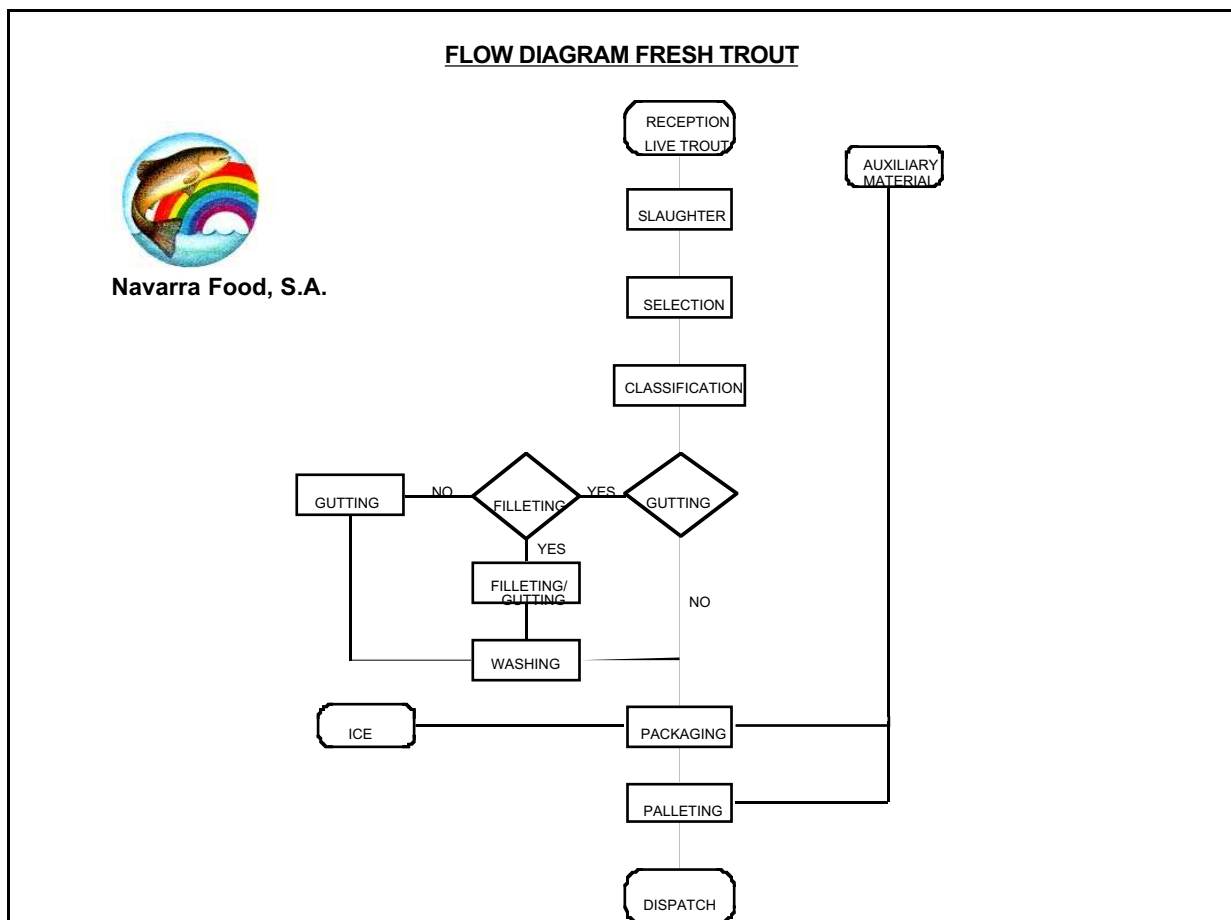 FLOW DIAGRAM FRESH TROUT
RECEPTION
LIVE TROUT
AUXILIARY
MATERIAL
SLAUGHTER
Navarra Food, S.A.
SELECTION
CLASSIFICATION
GUTTING
NO
FILLETING
YES
GUTTING
YES
FILLETING/
GUTTING
NO
WASHING
ICE
PACKAGING
PALLETING
DISPATCH